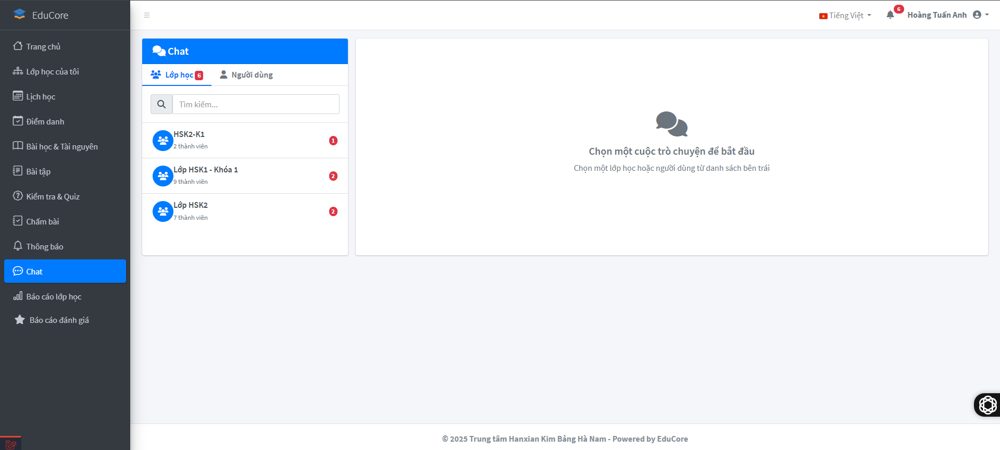 EduCore
Trang chủ
Lớp học của tôi
Lịch học
Điểm danh
Bài học & Tài nguyên
Bài tập
Kiểm tra & Quiz
Chấm bài
Thông báo
Chat
Báo cáo lớp học
Báo cáo đánh giá
Tiếng Việt
6
Hoàng Tuấn Anh
Chat
Lớp học 6
Người dùng
Tìm kiếm...
HSK2-K1
2 thành viên
1
Lớp HSK1 - Khóa 1
9 thành viên
2
Lớp HSK2
7 thành viên
2
Chọn một cuộc trò chuyện để bắt đầu
Chọn một lớp học hoặc người dùng từ danh sách bên trái
© 2025 Trung tâm Hanxian Kim Bảng Hà Nam - Powered by EduCore